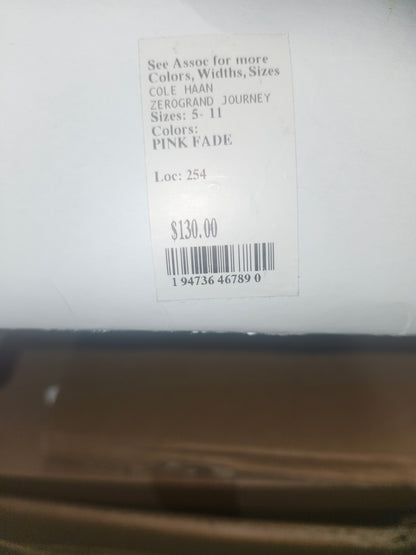 See Assoc for more
Colors, Widths, Sizes
COLE HAAN
ZEROGRAND JOURNEY
Sizes: 5- 11
Colors:
PINK FADE
Loc: 254
$130.00
1 94736 46789 0